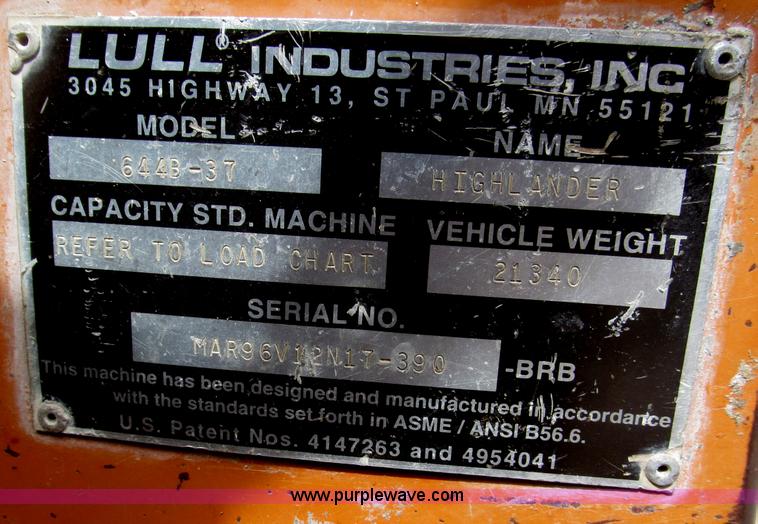 LULL® INDUSTRIES, INC
3045 HIGHWAY 13, ST PAUL MN 55121
MODEL NAME
644B-37 HIGHLANDER
CAPACITY STD. MACHINE VEHICLE WEIGHT
REFER TO LOAD CHART 21340
SERIAL NO.
MAR96V12N17-390 -BRB
This machine has been designed and manufactured in accordance
with the standards set forth in ASME / ANSI B56.6.
U.S. Patent Nos. 4147263 and 4954041
www.purplewave.com